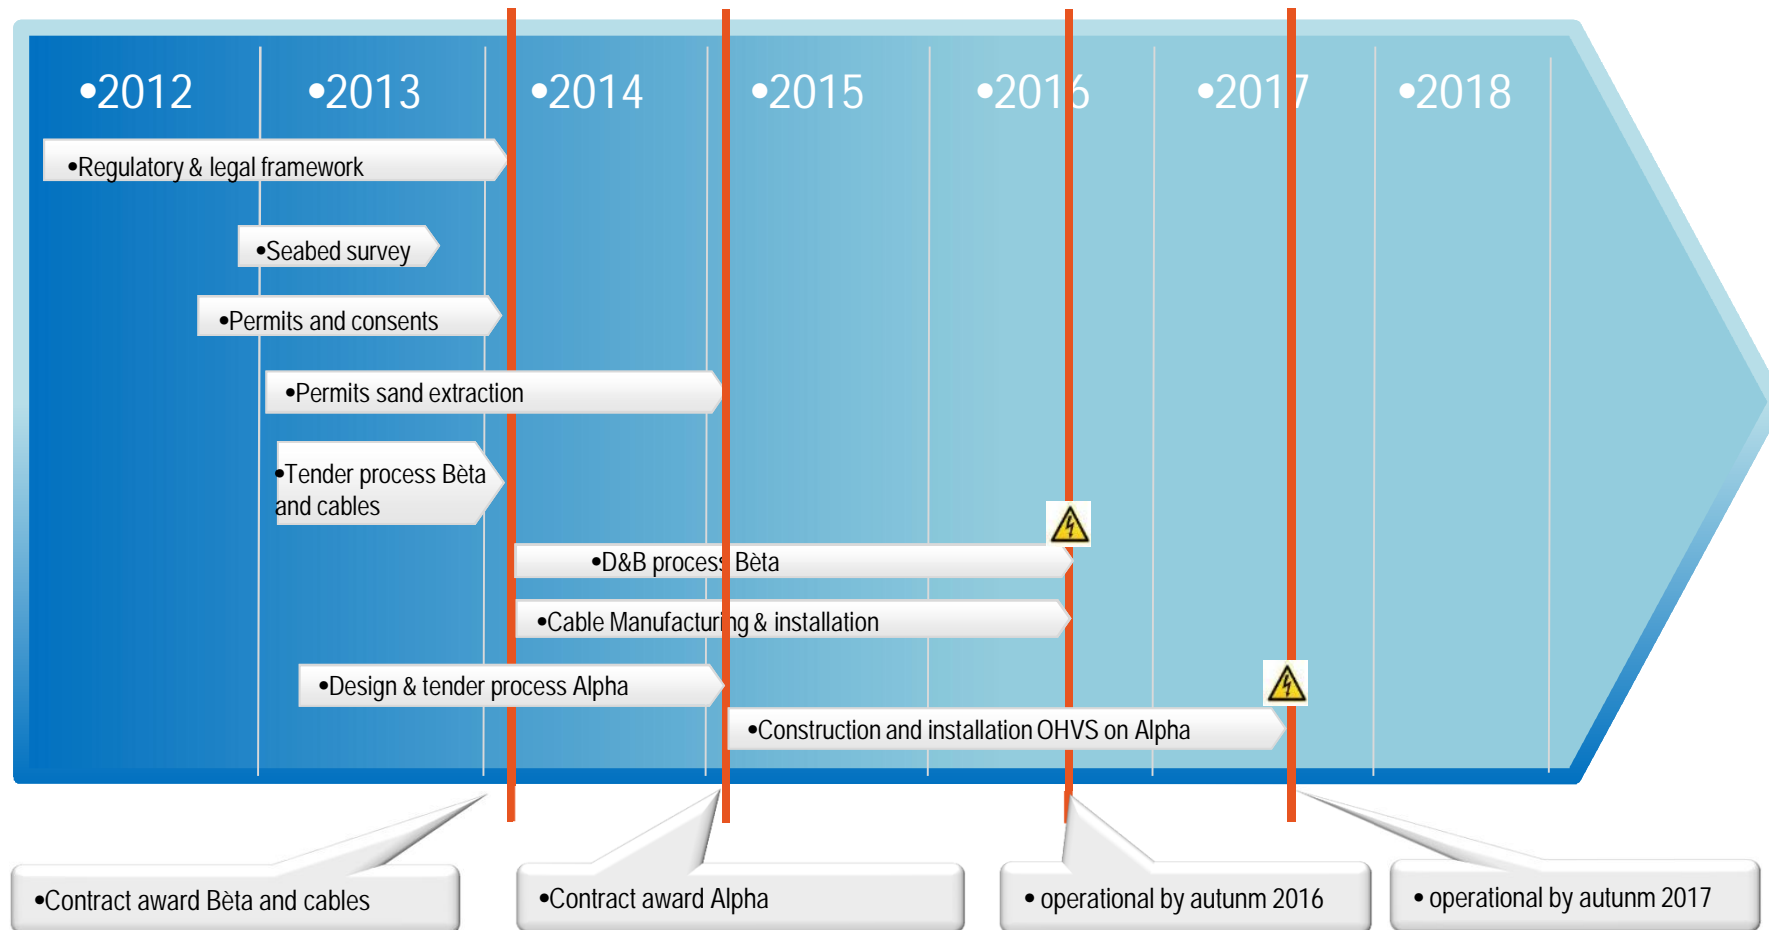 •2012 •2013 •2014 •2015 •2016 •2017 •2018
•Regulatory & legal framework
•Seabed survey
•Permits and consents
•Permits sand extraction
•Tender process Bèta
and cables
•D&B process Bèta
•Cable Manufacturing & installation
•Design & tender process Alpha
•Construction and installation OHVS on Alpha
•Contract award Bèta and cables
•Contract award Alpha
• operational by autunm 2016
• operational by autunm 2017